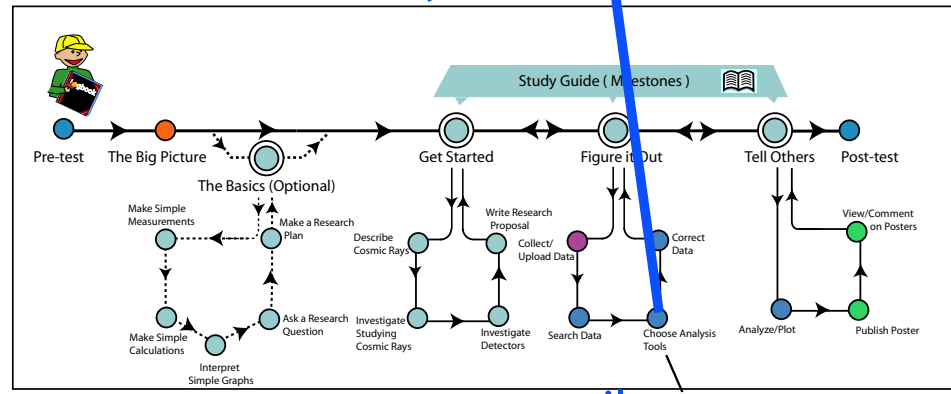 Study Guide ( Milestones )
logbook
Pre-test
The Big Picture
Get Started
Figure it Out
Tell Others
Post-test
The Basics (Optional)
Make Simple
Measurements
Make a Research
Plan
Ask a Research
Question
Interpret
Simple Graphs
Make Simple
Calculations
Describe
Cosmic Rays
Write Research
Proposal
Investigate
Studying
Cosmic Rays
Investigate
Detectors
Collect/
Upload Data
Correct
Data
Search Data
Choose Analysis
Tools
View/Comment
on Posters
Analyze/Plot
Publish Poster